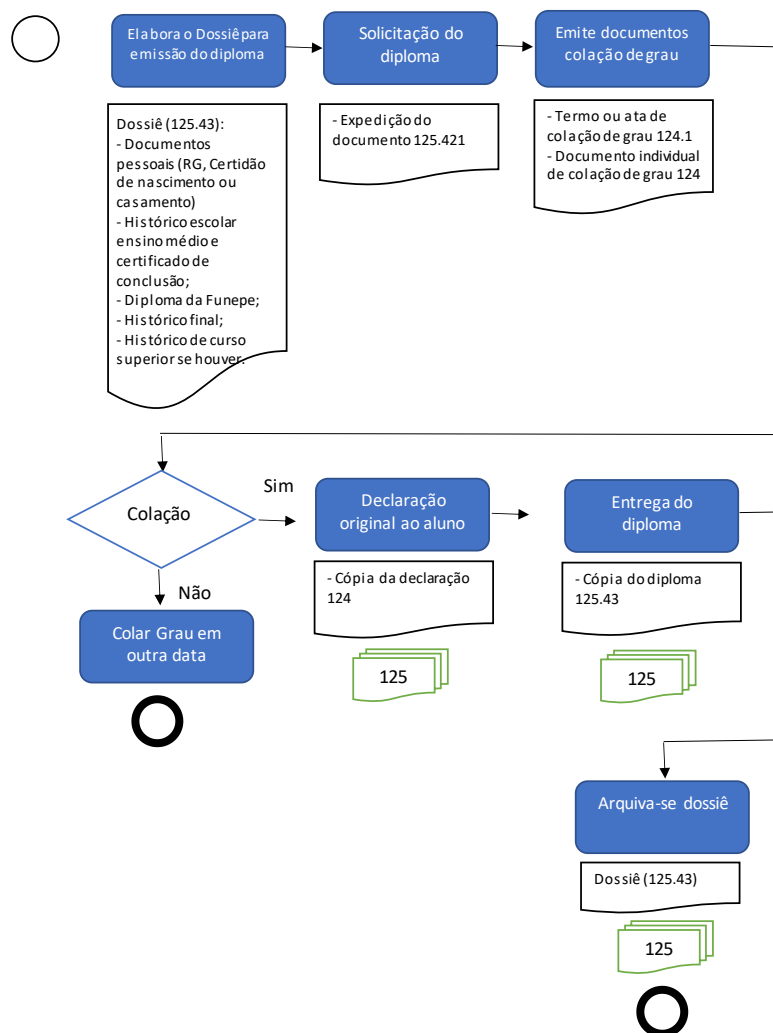 Elabora o Dossiê para
emissão do diploma
Solicitação do
diploma
Emite documentos
colação de grau
Dossiê (125.43):
- Documentos
pessoais (RG, Certidão
de nascimento ou
casamento)
- Histórico escolar
ensino médio e
certificado de
conclusão;
- Diploma da Funepe;
- Histórico final;
- Histórico de curso
superior se houver.
- Expedição do
documento 125.421
- Termo ou ata de
colação de grau 124.1
- Documento individual
de colação de grau 124
Colação
Sim
Não
Declaração
original ao aluno
Entrega do
diploma
- Cópia da declaração
124
- Cópia do diploma
125.43
Colar Grau em
outra data
125
125
Arquiva-se dossiê
Dossiê (125.43)
125